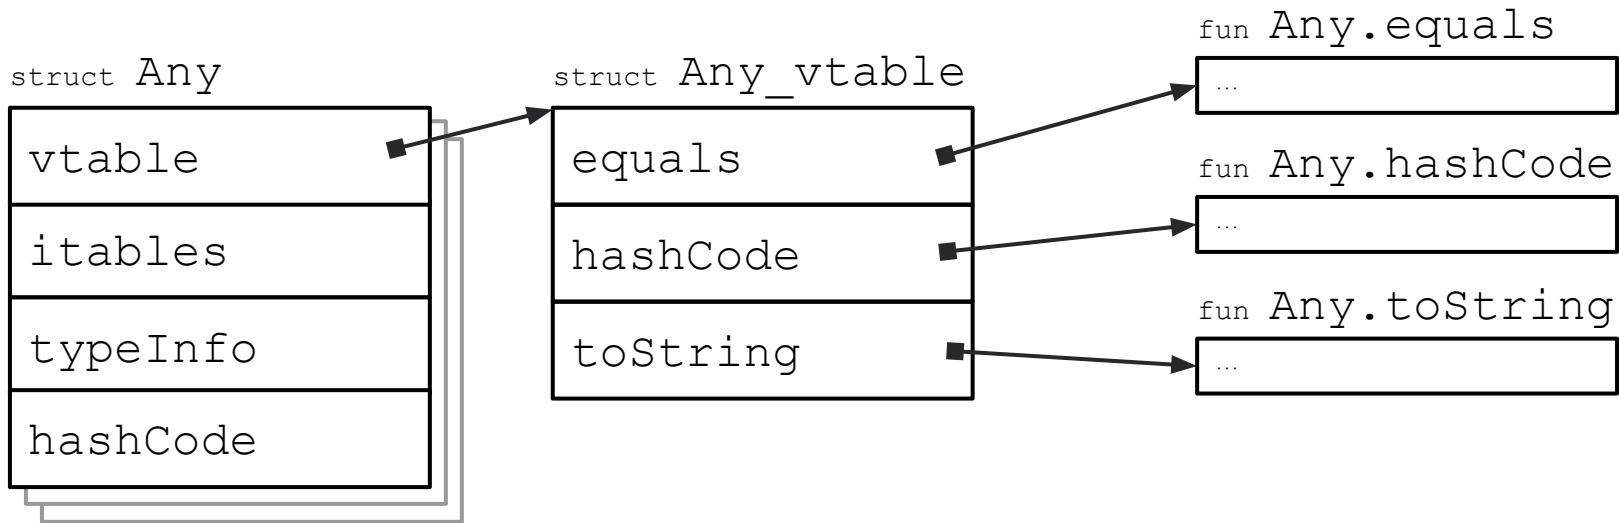 struct Any
vtable
itables
typeInfo
hashCode
struct Any_vtable
equals
hashCode
toString
fun Any.equals
...
fun Any.hashCode
...
fun Any.toString
...